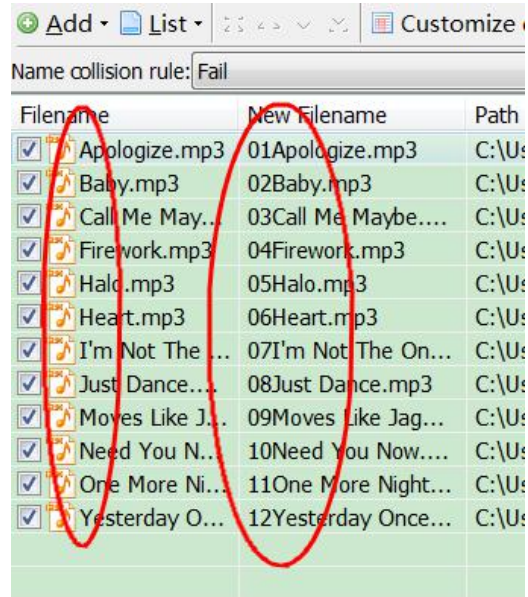 Add List Customize
Name collision rule: Fail
Filename New Filename Path
Apologize.mp3 01Apologize.mp3 C:\Us
Baby.mp3 02Baby.mp3 C:\Us
Call Me May... 03Call Me Maybe.... C:\Us
Firework.mp3 04Firework.mp3 C:\Us
Halo.mp3 05Halo.mp3 C:\Us
Heart.mp3 06Heart.mp3 C:\Us
I'm Not The ... 07I'm Not The On... C:\Us
Just Dance.... 08Just Dance.mp3 C:\Us
Moves Like J... 09Moves Like Jag... C:\Us
Need You N... 10Need You Now.... C:\Us
One More Ni... 11One More Night... C:\Us
Yesterday O... 12Yesterday Once... C:\Us